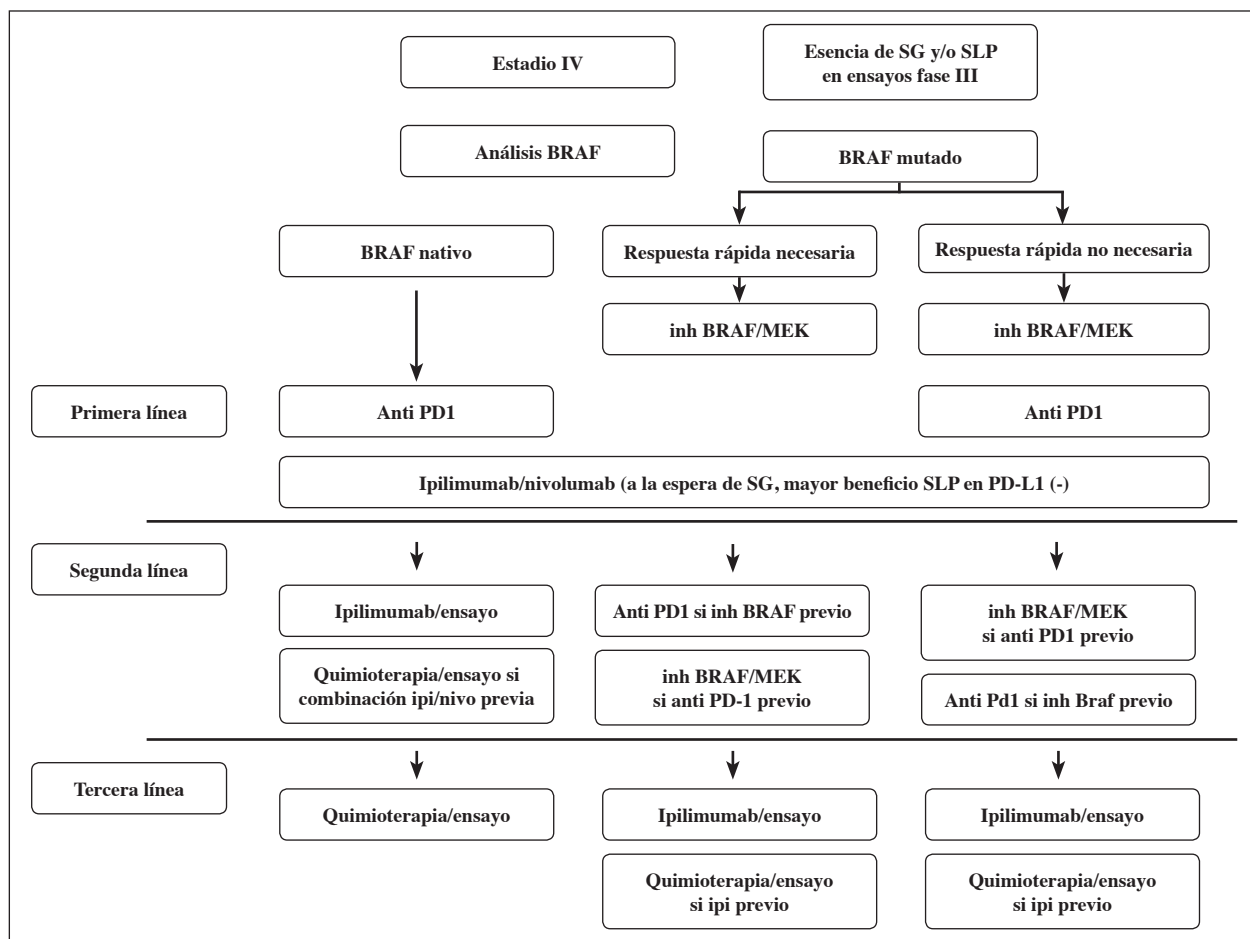 Estadio IV
Esencia de SG y/o SLP
en ensayos fase III
Análisis BRAF
BRAF mutado
BRAF nativo
Respuesta rápida necesaria
Respuesta rápida no necesaria
inh BRAF/MEK
inh BRAF/MEK
Primera línea
Anti PD1
Anti PD1
Ipilimumab/nivolumab (a la espera de SG, mayor beneficio SLP en PD-L1 (-)
Segunda línea
Ipilimumab/ensayo
Quimioterapia/ensayo si
combinación ipi/nivo previa
Anti PD1 si inh BRAF previo
inh BRAF/MEK
si anti PD-1 previo
inh BRAF/MEK
si anti PD1 previo
Anti Pd1 si inh Braf previo
Tercera línea
Quimioterapia/ensayo
Ipilimumab/ensayo
Quimioterapia/ensayo
si ipi previo
Ipilimumab/ensayo
Quimioterapia/ensayo
si ipi previo